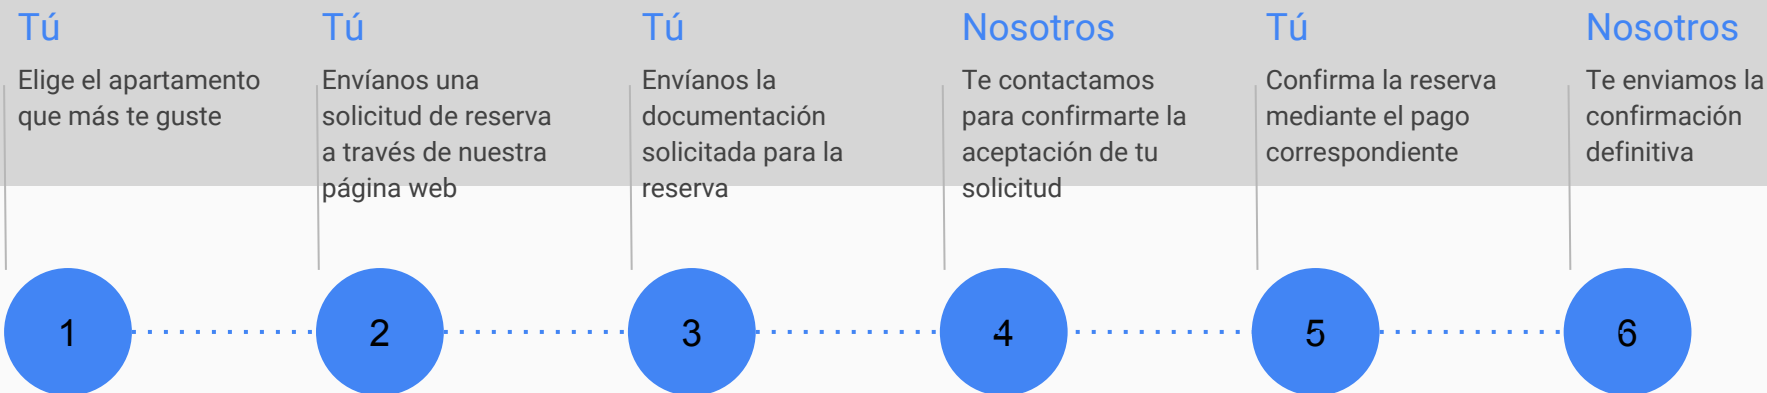 Tú
Elige el apartamento
que más te guste
Tú
Envíanos una
solicitud de reserva
a través de nuestra
página web
Tú
Envíanos la
documentación
solicitada para la
reserva
Nosotros
Te contactamos
para confirmarte la
aceptación de tu
solicitud
Tú
Confirma la reserva
mediante el pago
correspondiente
Nosotros
Te enviamos la
confirmación
definitiva
1
2
3
4
5
6